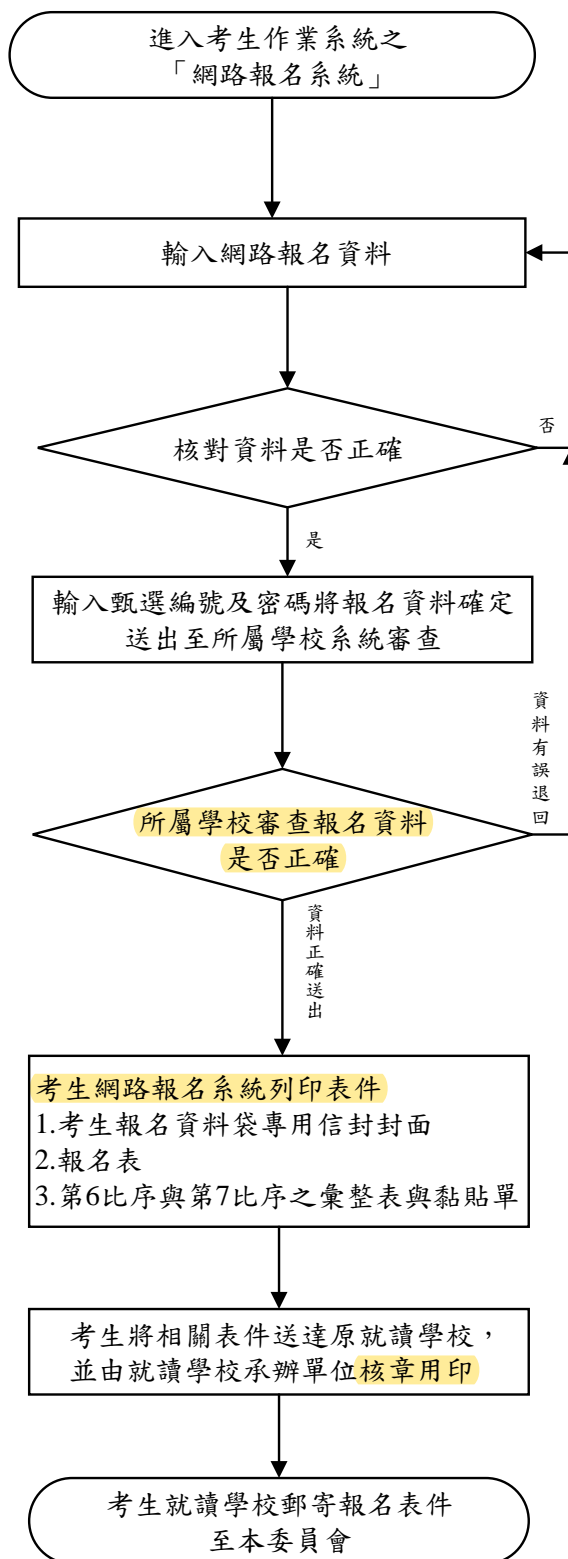 進入考生作業系統之
「網路報名系統」
輸入網路報名資料
核對資料是否正確
否
是
輸入甄選編號及密碼將報名資料確定
送出至所屬學校系統審查
資料有誤退回
所屬學校審查報名資料
是否正確
資料正確送出
考生網路報名系統列印表件
1.考生報名資料袋專用信封封面
2.報名表
3.第6比序與第7比序之彙整表與黏貼單
考生將相關表件送達原就讀學校，
並由就讀學校承辦單位核章用印
考生就讀學校郵寄報名表件
至本委員會